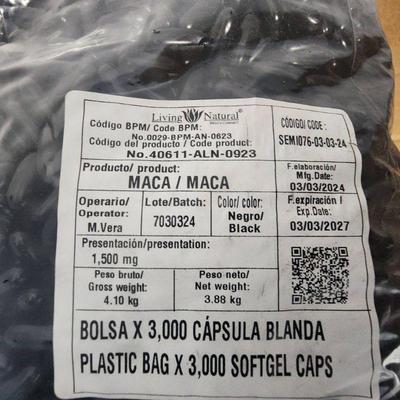 Living Natural®
Código BPM/ Code BPM:
No.0029-BPM-AN-0623
Código del producto / Code product:
No.40611-ALN-0923
CÓDIGO/ CODE :
SEMI076-03-03-24
Producto/ product:
MACA / MACA
F.elaboración/
Mfg.Date:
03/03/2024
Operario/
Operator:
M.Vera
Lote/Batch:
7030324
Color/ color:
Negro/
Black
F.expiración /
Exp.Date:
03/03/2027
Presentación/presentation:
1,500 mg
Peso bruto/
Gross weight:
4.10 kg
Peso neto/
Net weight:
3.88 kg
BOLSA X 3,000 CÁPSULA BLANDA
PLASTIC BAG X 3,000 SOFTGEL CAPS